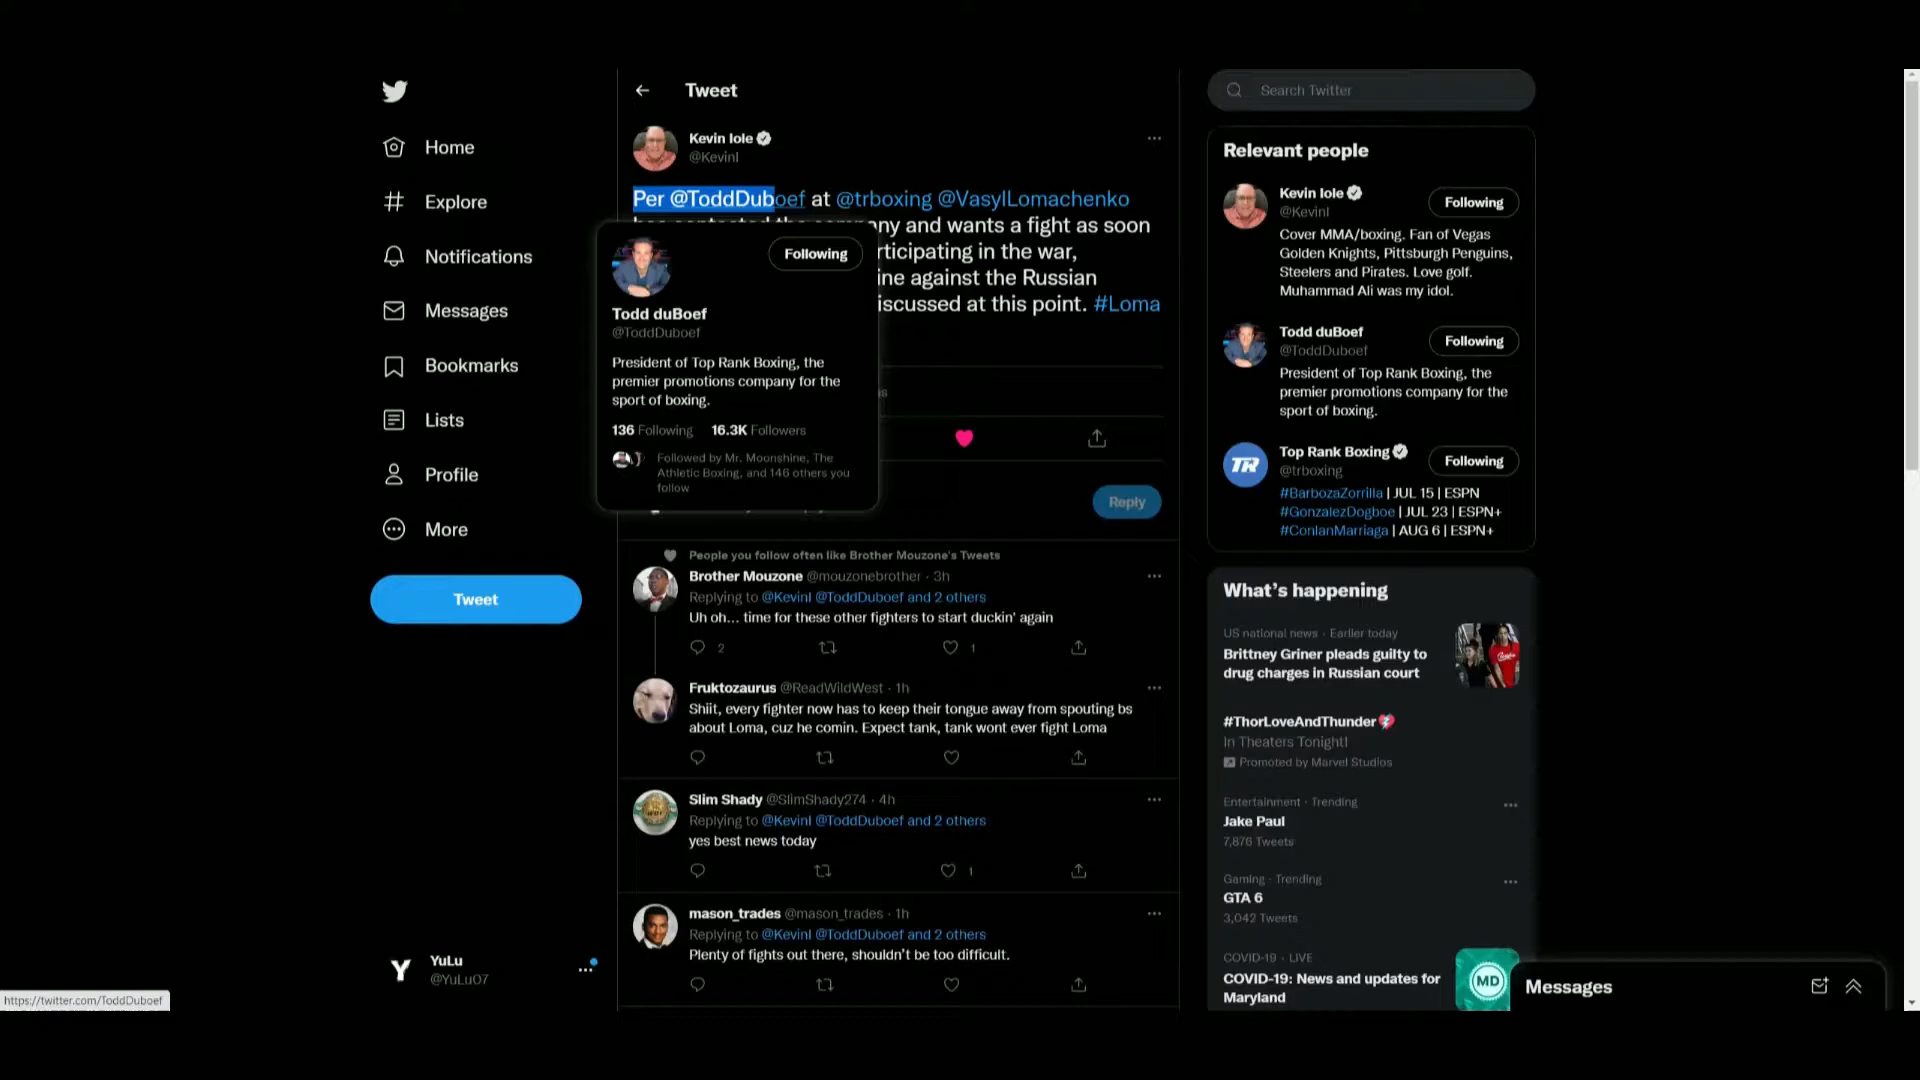 Home
Explore
Notifications
Messages
Bookmarks
Lists
Profile
More
Tweet
YuLu
@YuLu07
https://twitter.com/ToddDuboef
Tweet
Kevin Iole
@KevinI
Per @ToddDuboef at @trboxing @VasylLomachenko
ny and wants a fight as soon
rticipating in the war,
ine against the Russian
iscussed at this point. #Loma
Following
Todd duBoef
@ToddDuboef
President of Top Rank Boxing, the
premier promotions company for the
sport of boxing.
136 Following 16.3K Followers
Followed by Mr. Moonshine, The
Athletic Boxing, and 146 others you
follow
Reply
People you follow often like Brother Mouzone's Tweets
Brother Mouzone @mouzonebrother · 3h
Replying to @KevinI @ToddDuboef and 2 others
Uh oh... time for these other fighters to start duckin' again
2 1
Fruktozaurus @ReadWildWest · 1h
Shiit, every fighter now has to keep their tongue away from spouting bs
about Loma, cuz he comin. Expect tank, tank wont ever fight Loma
Slim Shady @SlimShady274 · 4h
Replying to @KevinI @ToddDuboef and 2 others
yes best news today
1
mason_trades @mason_trades · 1h
Replying to @KevinI @ToddDuboef and 2 others
Plenty of fights out there, shouldn't be too difficult.
Search Twitter
Relevant people
Kevin Iole
@KevinI
Following
Cover MMA/boxing. Fan of Vegas
Golden Knights, Pittsburgh Penguins,
Steelers and Pirates. Love golf.
Muhammad Ali was my idol.
Todd duBoef
@ToddDuboef
Following
President of Top Rank Boxing, the
premier promotions company for the
sport of boxing.
TR
Top Rank Boxing
@trboxing
Following
#BarbozaZorrilla | JUL 15 | ESPN
#GonzalezDogboe | JUL 23 | ESPN+
#ConlanMarriaga | AUG 6 | ESPN+
What's happening
US national news · Earlier today
Brittney Griner pleads guilty to
drug charges in Russian court
#ThorLoveAndThunder
In Theaters Tonight!
Promoted by Marvel Studios
Entertainment · Trending
Jake Paul
7,876 Tweets
Gaming · Trending
GTA 6
3,042 Tweets
COVID-19 · LIVE
COVID-19: News and updates for
Maryland
MD
Messages